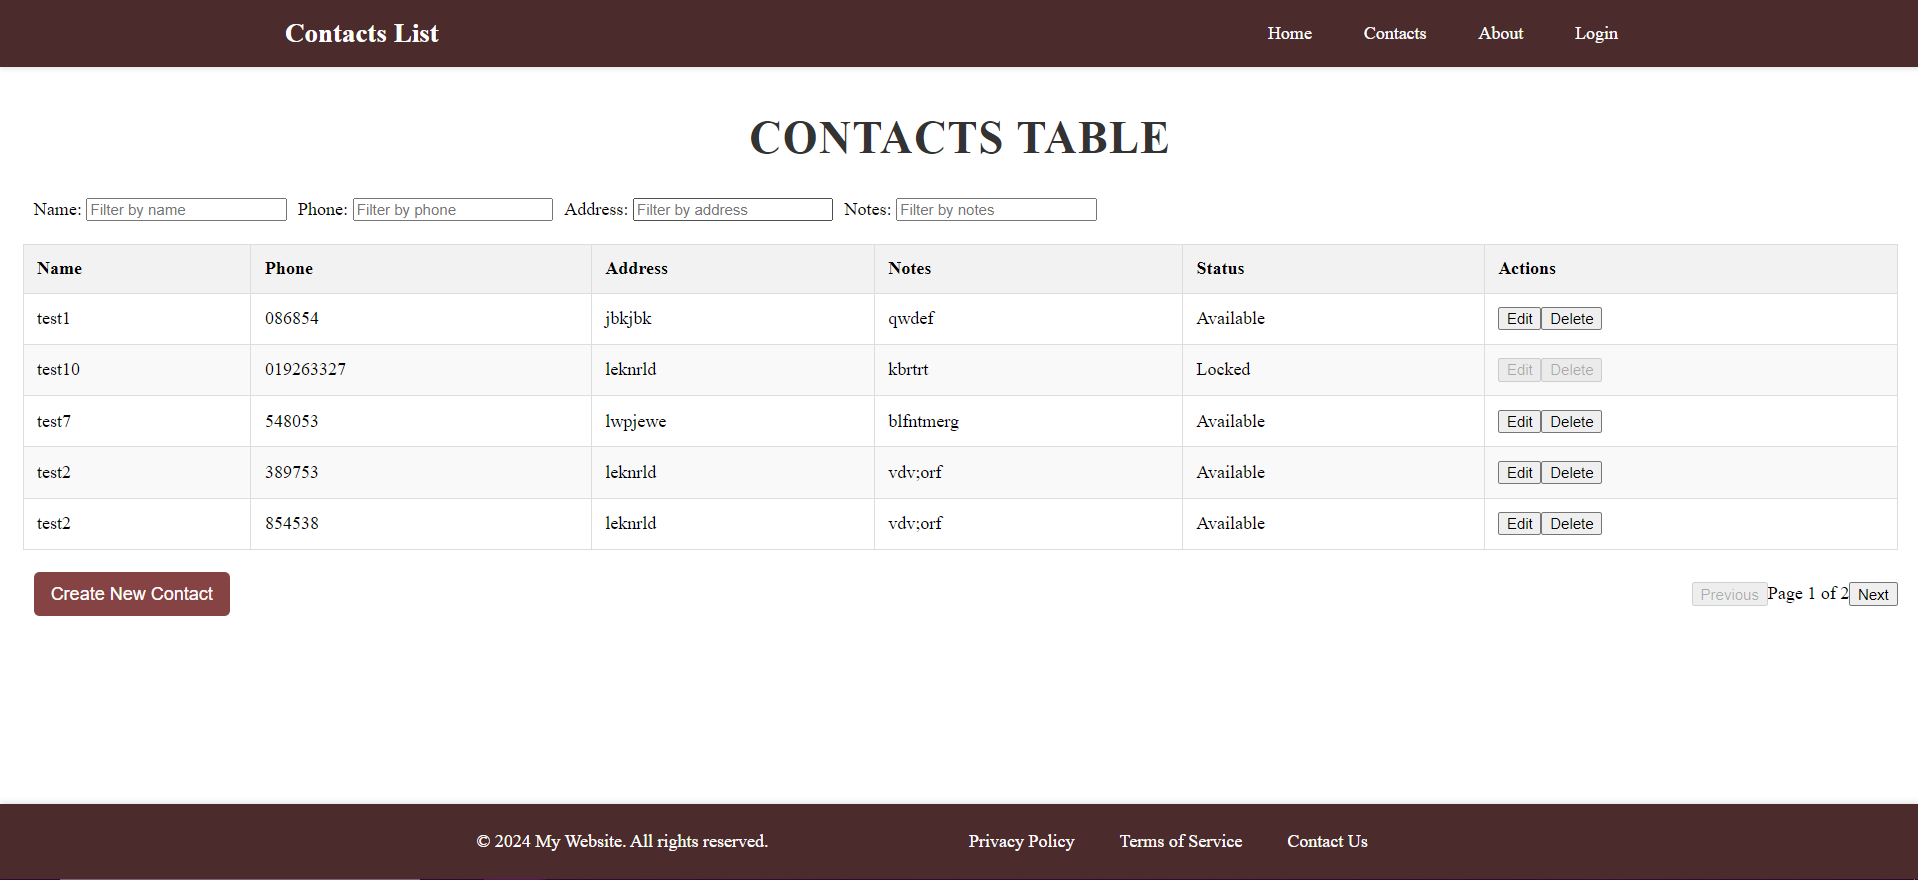 Contacts List Home Contacts About Login
CONTACTS TABLE
Name: Filter by name Phone: Filter by phone Address: Filter by address Notes: Filter by notes
Name Phone Address Notes Status Actions
test1 086854 jbkjbk qwdef Available Edit Delete
test10 019263327 leknrld kbrtrt Locked Edit Delete
test7 548053 lwpjewe blfntmerg Available Edit Delete
test2 389753 leknrld vdv;orf Available Edit Delete
test2 854538 leknrld vdv;orf Available Edit Delete
Create New Contact Previous Page 1 of 2 Next
© 2024 My Website. All rights reserved. Privacy Policy Terms of Service Contact Us